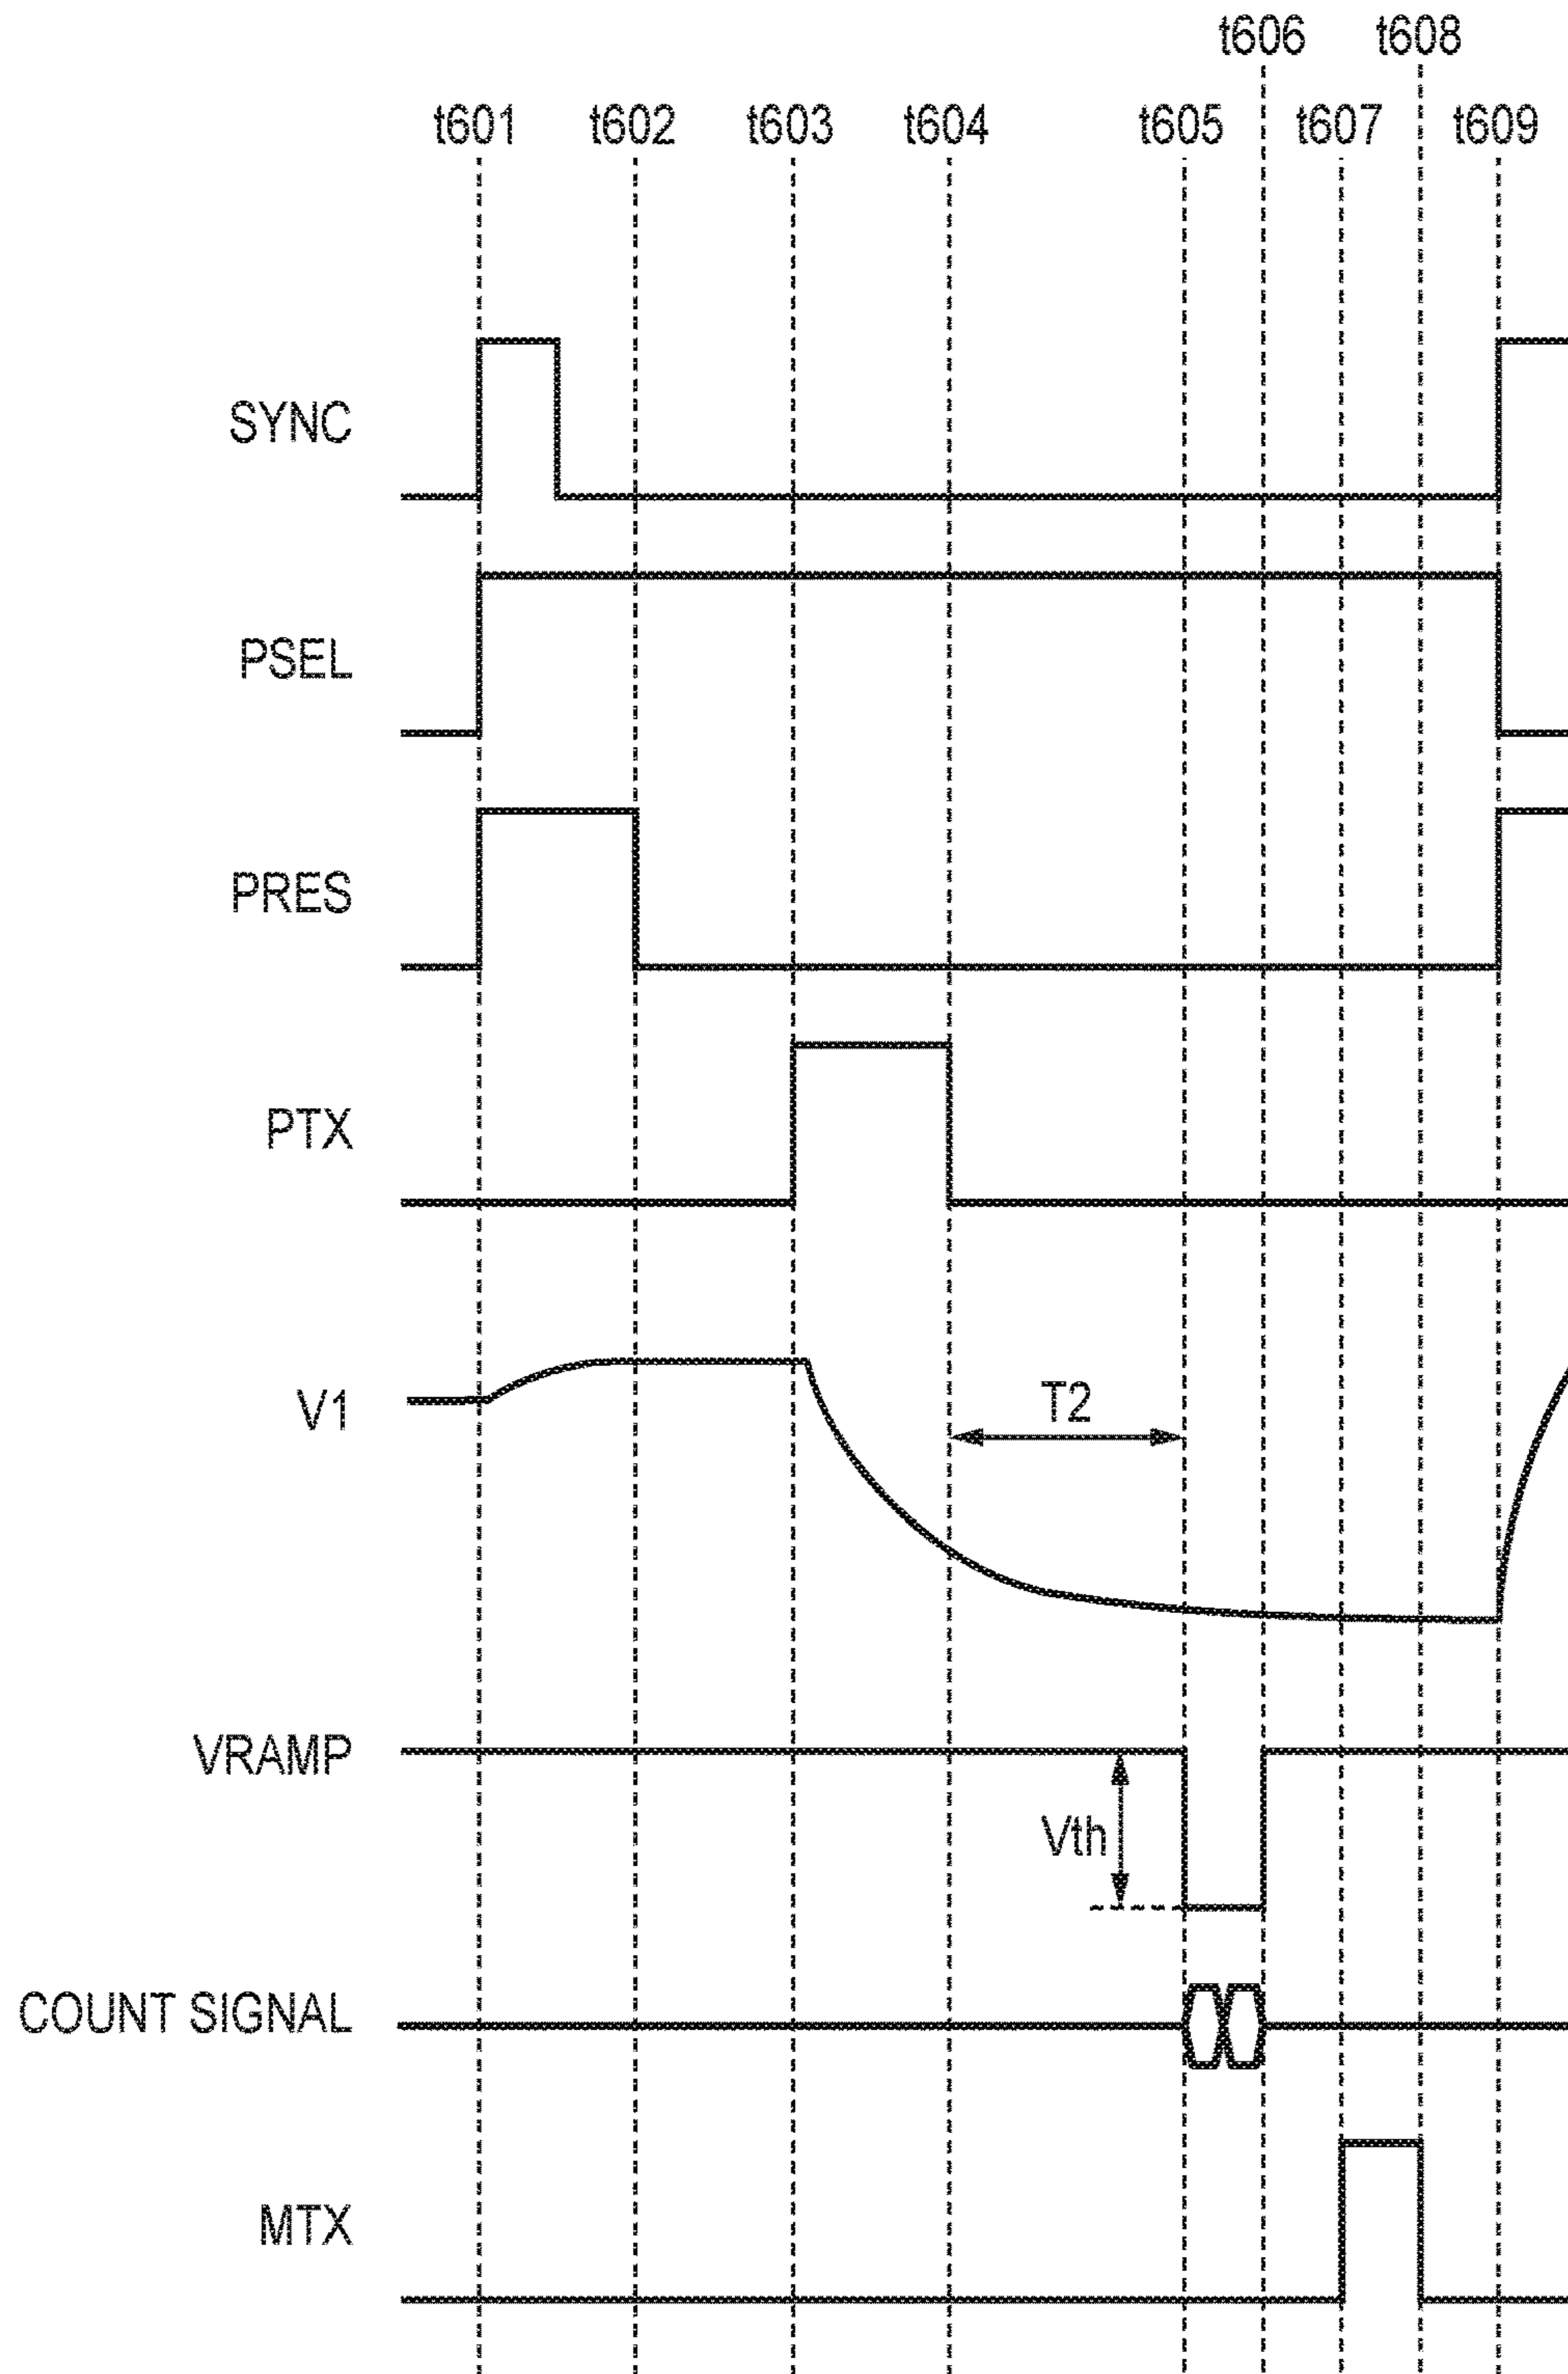 t606 t608
t601 t602 t603 t604 t605 t607 t609
SYNC
PSEL
PRES
PTX
V1
T2
VRAMP
Vth
COUNT SIGNAL
MTX